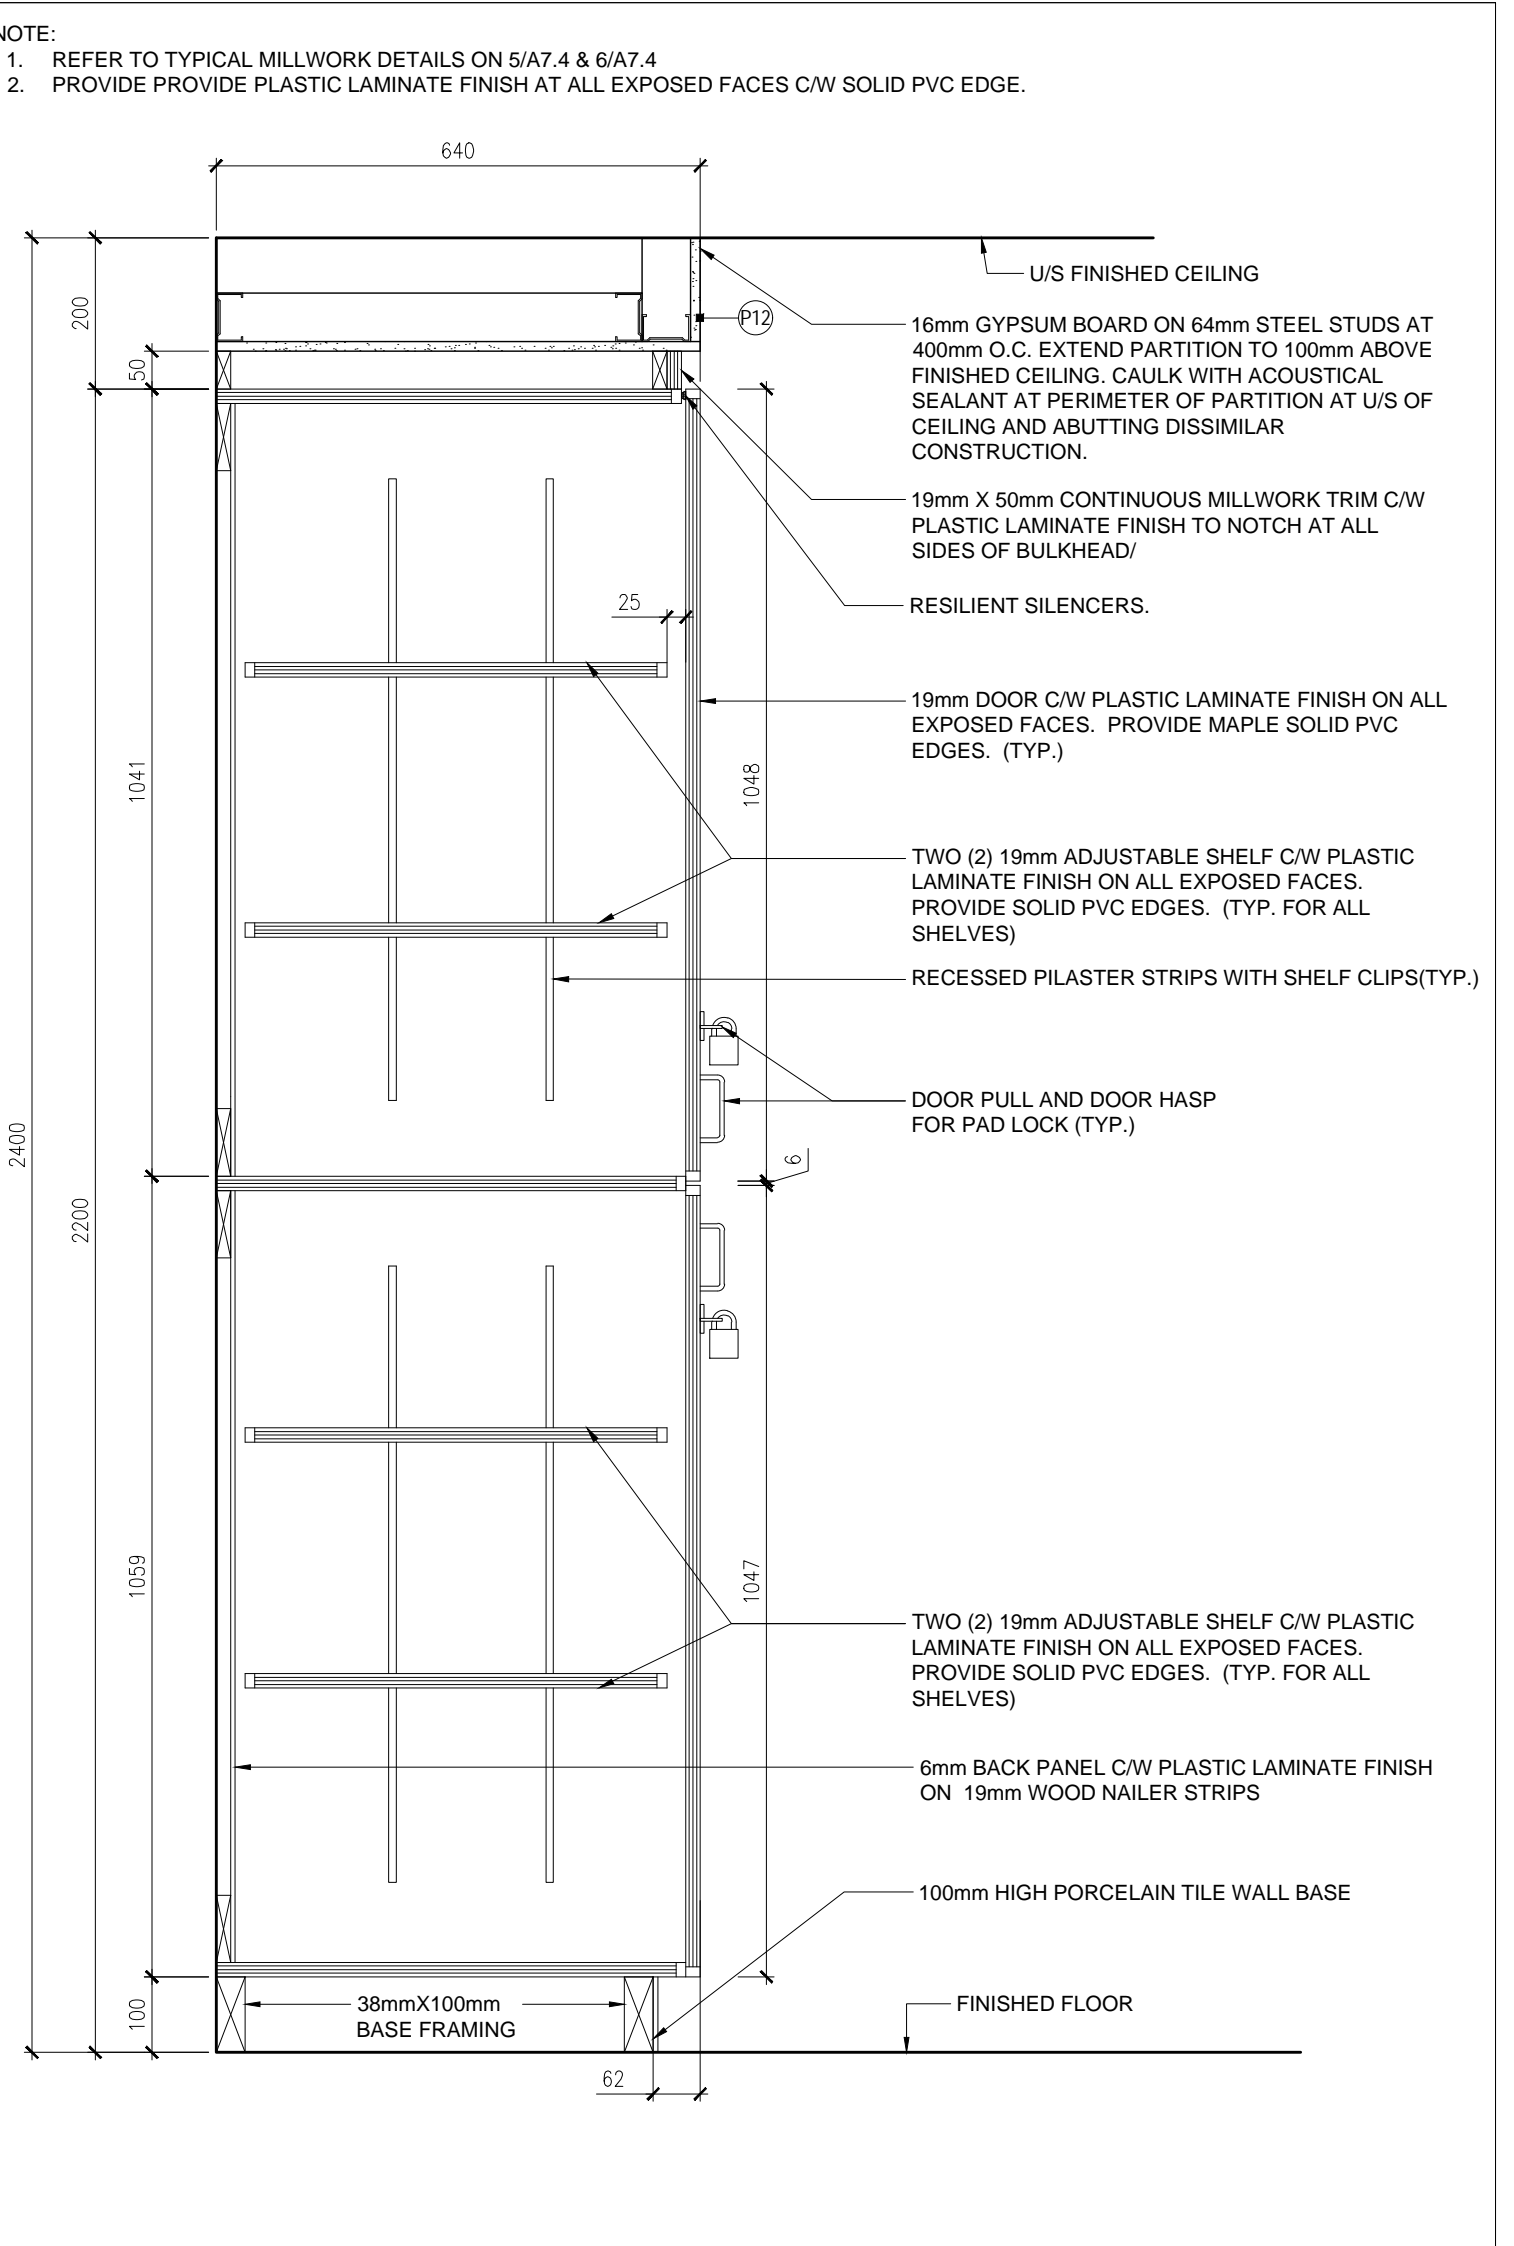 NOTE:
1. REFER TO TYPICAL MILLWORK DETAILS ON 5/A7.4 & 6/A7.4
2. PROVIDE PROVIDE PLASTIC LAMINATE FINISH AT ALL EXPOSED FACES C/W SOLID PVC EDGE.
640
U/S FINISHED CEILING
200
P12
16mm GYPSUM BOARD ON 64mm STEEL STUDS AT
400mm O.C. EXTEND PARTITION TO 100mm ABOVE
FINISHED CEILING. CAULK WITH ACOUSTICAL
SEALANT AT PERIMETER OF PARTITION AT U/S OF
CEILING AND ABUTTING DISSIMILAR
CONSTRUCTION.
50
19mm X 50mm CONTINUOUS MILLWORK TRIM C/W
PLASTIC LAMINATE FINISH TO NOTCH AT ALL
SIDES OF BULKHEAD/
25
RESILIENT SILENCERS.
19mm DOOR C/W PLASTIC LAMINATE FINISH ON ALL
EXPOSED FACES. PROVIDE MAPLE SOLID PVC
EDGES. (TYP.)
1041
1048
TWO (2) 19mm ADJUSTABLE SHELF C/W PLASTIC
LAMINATE FINISH ON ALL EXPOSED FACES.
PROVIDE SOLID PVC EDGES. (TYP. FOR ALL
SHELVES)
RECESSED PILASTER STRIPS WITH SHELF CLIPS(TYP.)
DOOR PULL AND DOOR HASP
FOR PAD LOCK (TYP.)
2400
6
2200
1059
1047
TWO (2) 19mm ADJUSTABLE SHELF C/W PLASTIC
LAMINATE FINISH ON ALL EXPOSED FACES.
PROVIDE SOLID PVC EDGES. (TYP. FOR ALL
SHELVES)
6mm BACK PANEL C/W PLASTIC LAMINATE FINISH
ON 19mm WOOD NAILER STRIPS
100mm HIGH PORCELAIN TILE WALL BASE
100
38mmX100mm
BASE FRAMING
FINISHED FLOOR
62